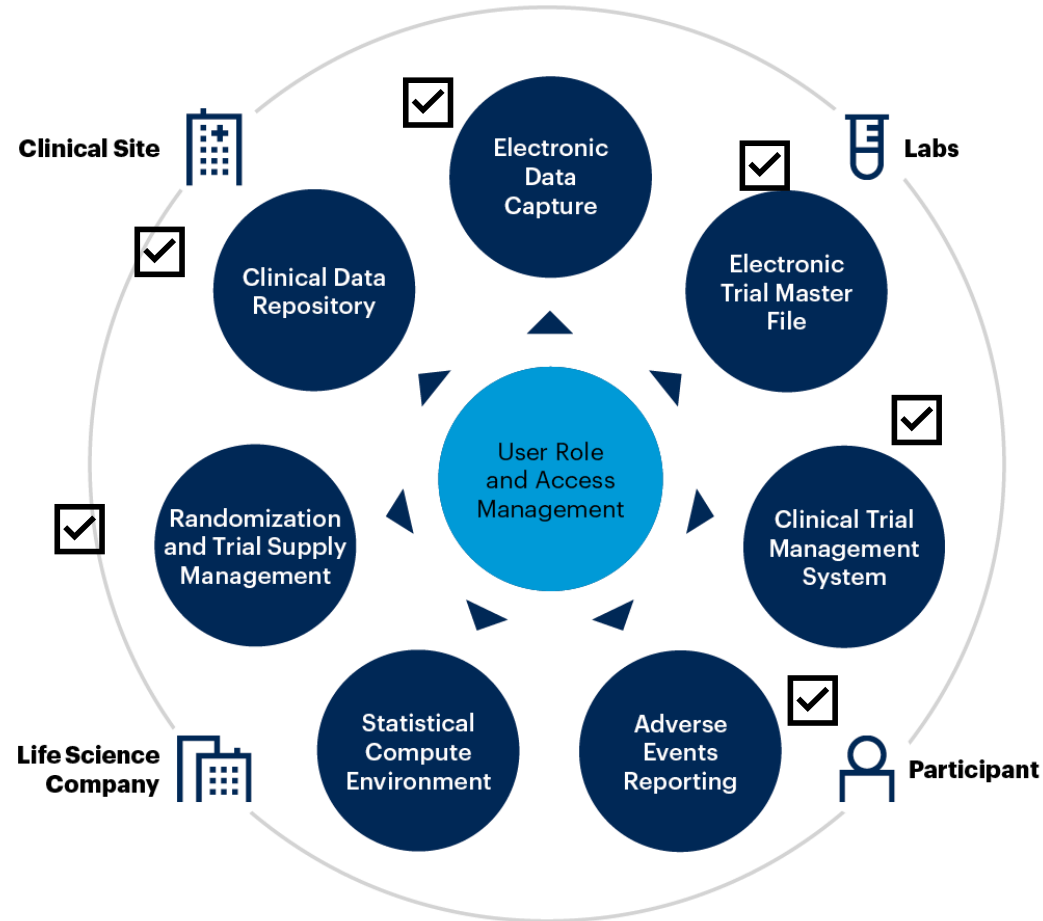 Electronic
Data
Capture
Clinical Site
Labs
Clinical Data
Repository
Electronic
Trial Master
File
User Role
and Access
Management
Randomization
and Trial Supply
Management
Clinical Trial
Management
System
Statistical
Compute
Environment
Adverse
Events
Reporting
Life Science
Company
Participant